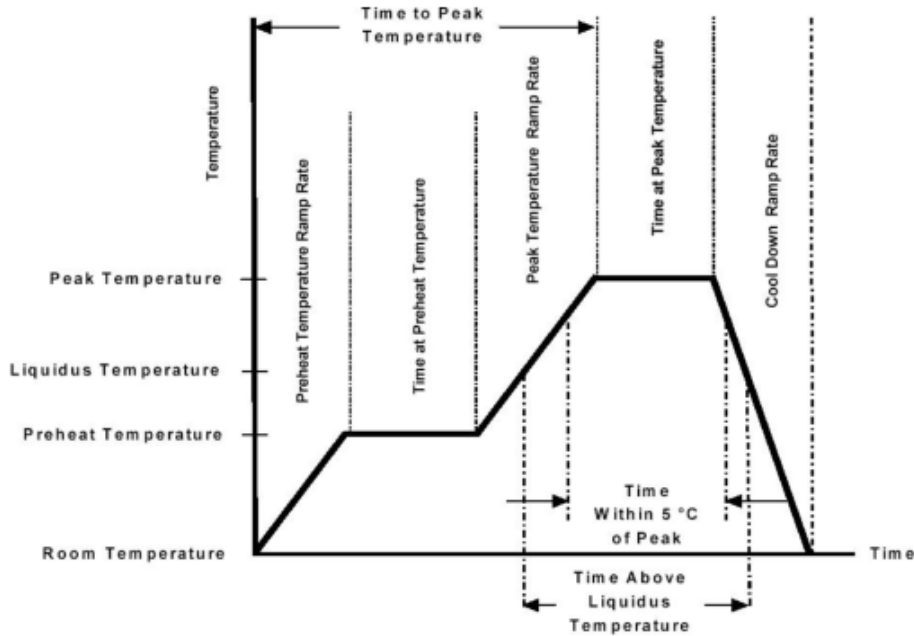 Time to Peak
Temperature
Temperature
Preheat Temperature Ramp Rate
Time at Preheat Temperature
Peak Temperature Ramp Rate
Time at Peak Temperature
Cool Down Ramp Rate
Peak Temperature
Liquidus Temperature
Preheat Temperature
Room Temperature
Time
Within 5 °C
of Peak
Time
Time Above
Liquidus
Temperature